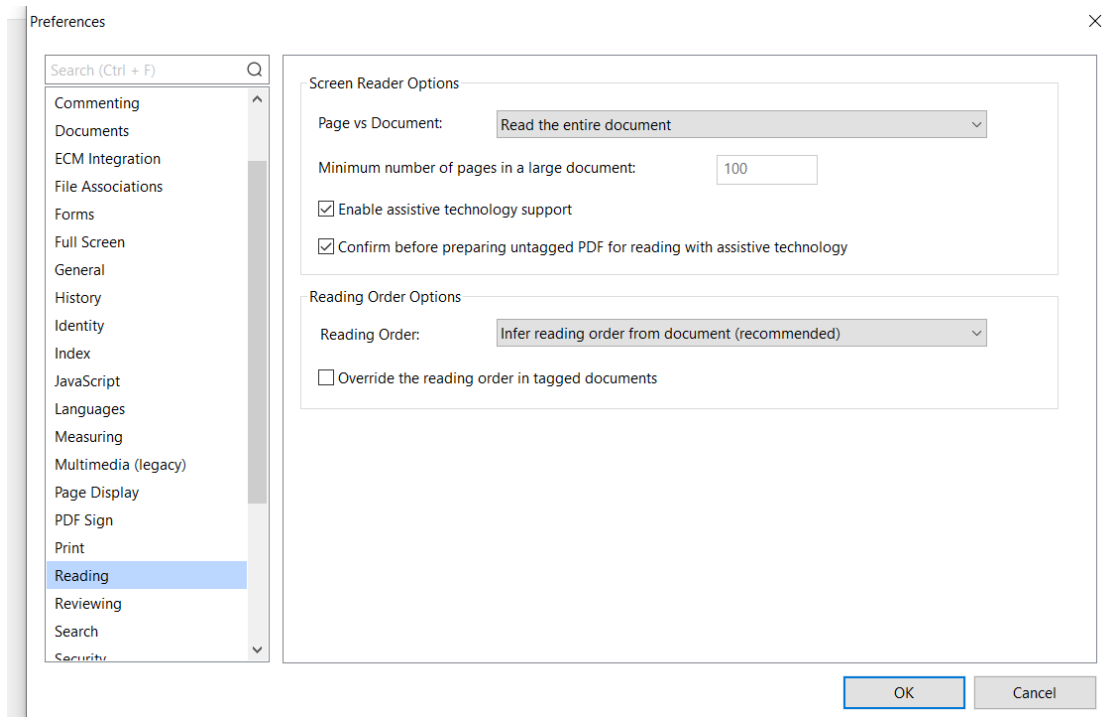 Preferences
Search (Ctrl + F)
Commenting
Documents
ECM Integration
File Associations
Forms
Full Screen
General
History
Identity
Index
JavaScript
Languages
Measuring
Multimedia (legacy)
Page Display
PDF Sign
Print
Reading
Reviewing
Search
Security
Screen Reader Options
Page vs Document: Read the entire document
Minimum number of pages in a large document: 100
Enable assistive technology support
Confirm before preparing untagged PDF for reading with assistive technology
Reading Order Options
Reading Order: Infer reading order from document (recommended)
Override the reading order in tagged documents
OK Cancel